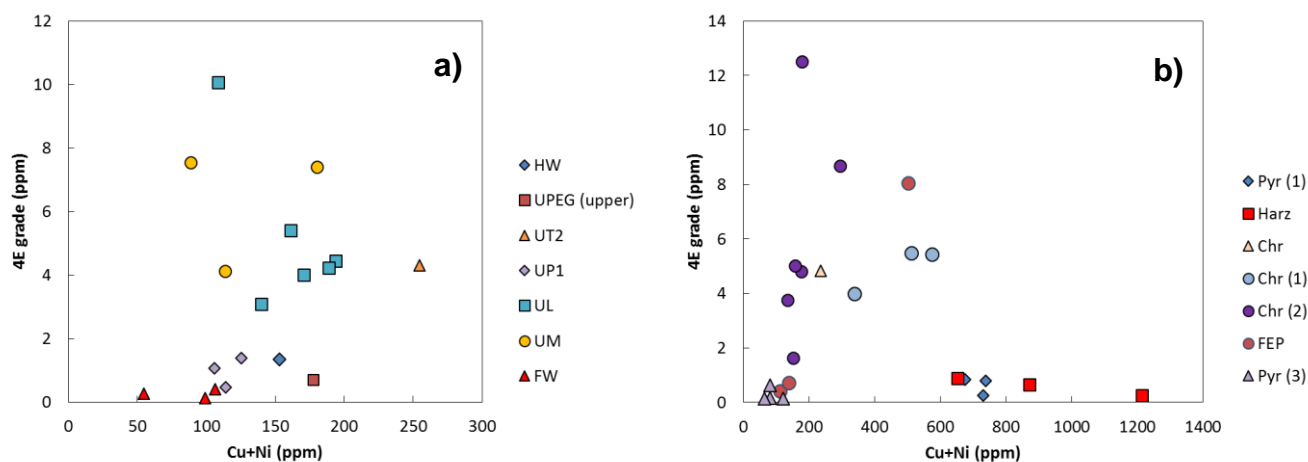 a)
4E grade (ppm)
12
10
8
6
4
2
0
0 50 100 150 200 250 300
Cu+Ni (ppm)
HW
UPEG (upper)
UT2
UP1
UL
UM
FW
b)
4E grade (ppm)
14
12
10
8
6
4
2
0
0 200 400 600 800 1000 1200 1400
Cu+Ni (ppm)
Pyr (1)
Harz
Chr
Chr (1)
Chr (2)
FEP
Pyr (3)